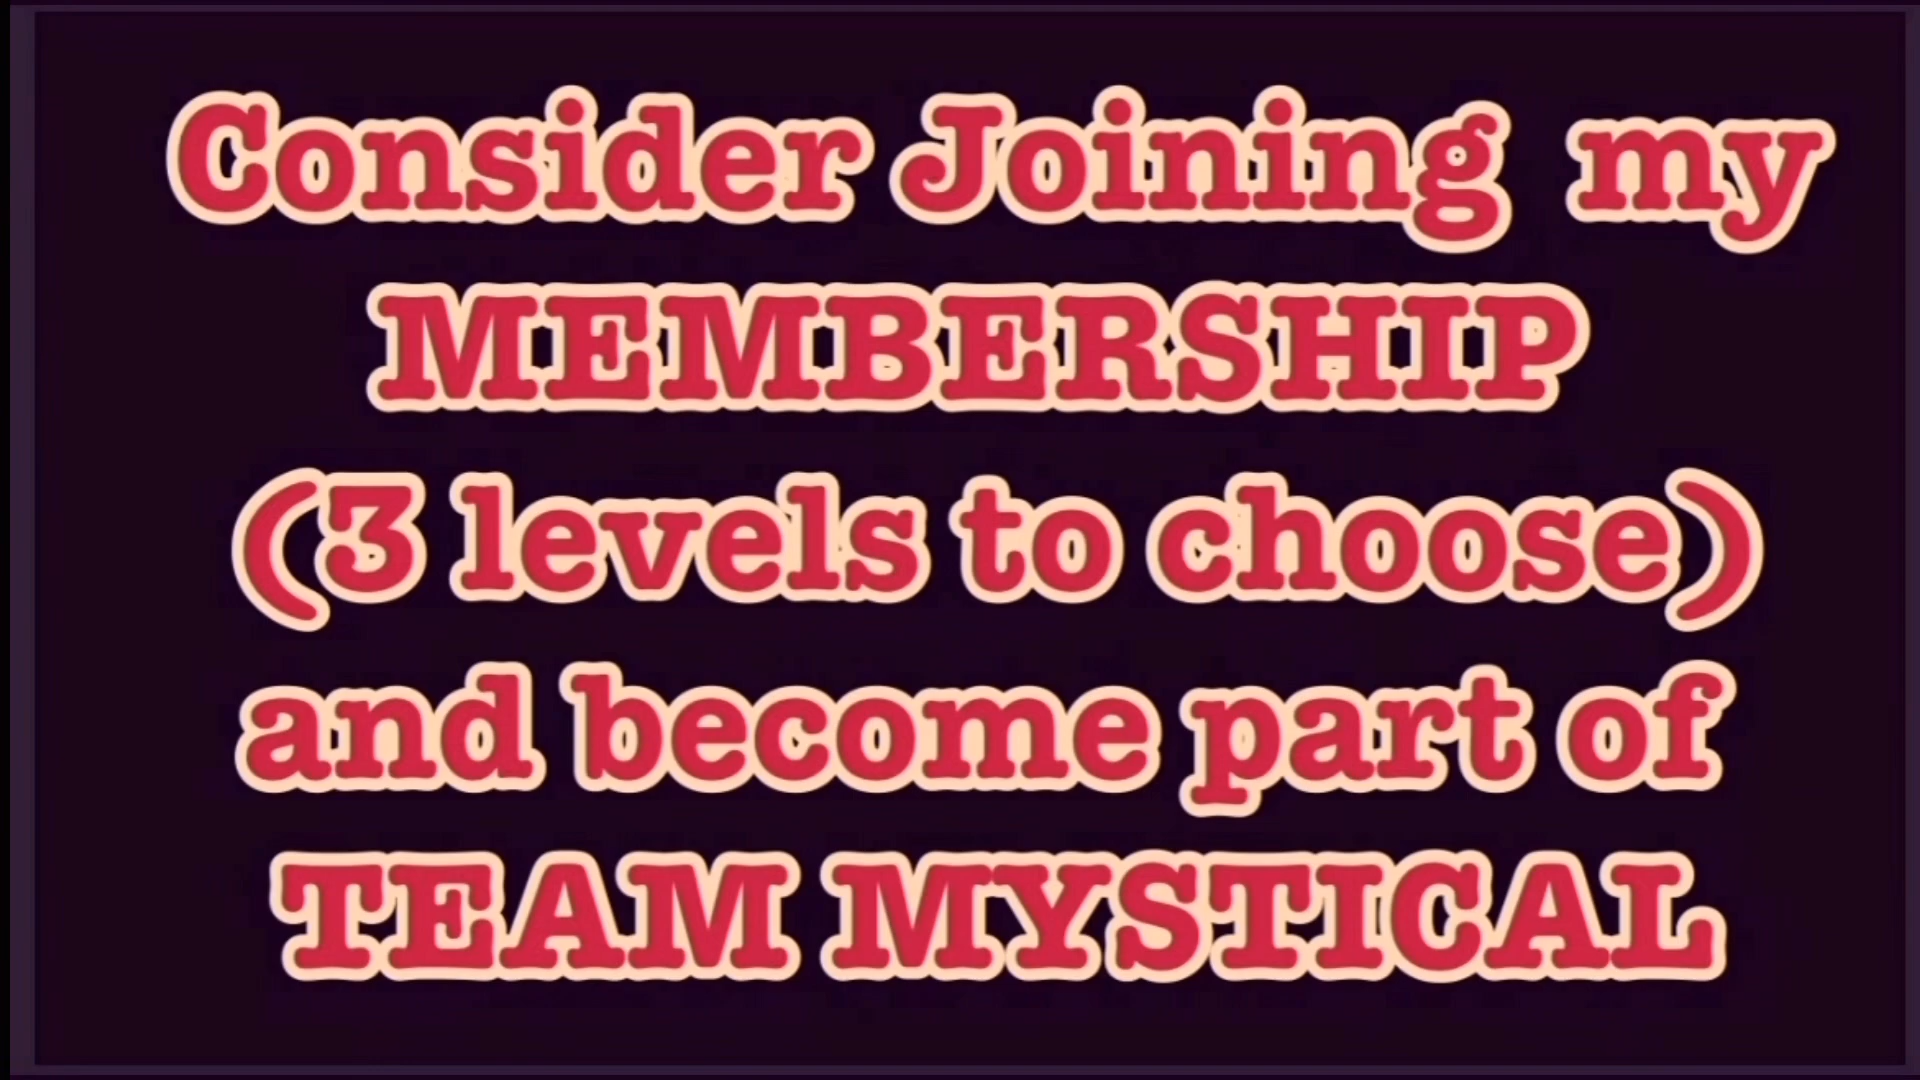 Consider Joining my
MEMBERSHIP
(3 levels to choose)
and become part of
TEAM MYSTICAL